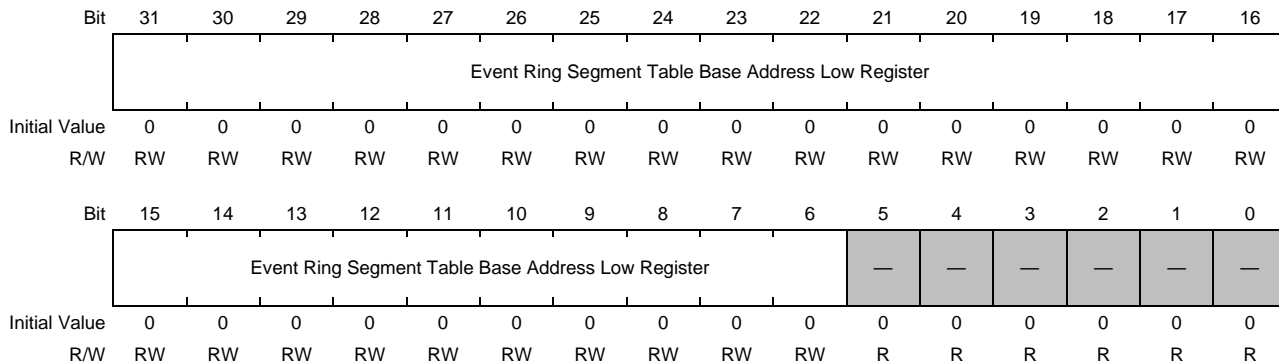 Bit 31 30 29 28 27 26 25 24 23 22 21 20 19 18 17 16
Event Ring Segment Table Base Address Low Register
Initial Value 0 0 0 0 0 0 0 0 0 0 0 0 0 0 0 0
R/W RW RW RW RW RW RW RW RW RW RW RW RW RW RW RW RW
Bit 15 14 13 12 11 10 9 8 7 6 5 4 3 2 1 0
Event Ring Segment Table Base Address Low Register — — — — — —
Initial Value 0 0 0 0 0 0 0 0 0 0 0 0 0 0 0 0
R/W RW RW RW RW RW RW RW RW RW RW R R R R R R